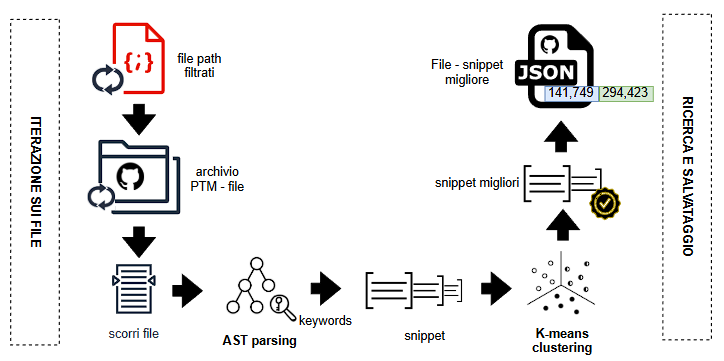 ITERAZIONE SUI FILE
{;}
file path
filtrati
archivio
PTM - file
scorri file
AST parsing
keywords
snippet
K-means
clustering
snippet migliori
File - snippet
migliore
JSON
141,749 294,423
RICERCA E SALVATAGGIO